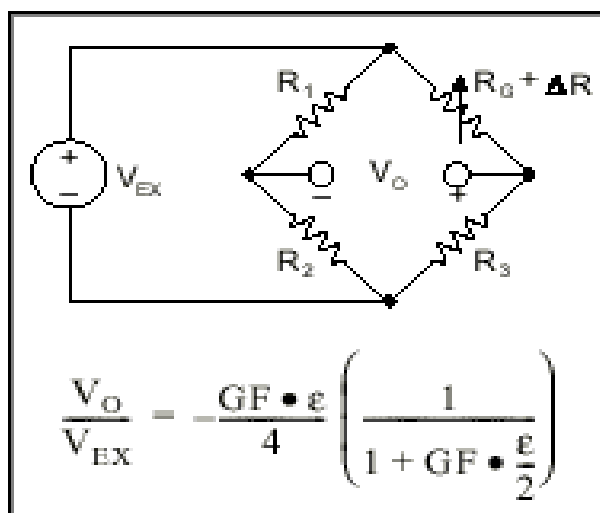 R₁
R_G + ΔR
+
−
V_EX
V_O
−
+
R₂
R₃
V_O / V_EX = − GF • ε / 4 ( 1 / 1 + GF • ε / 2 )